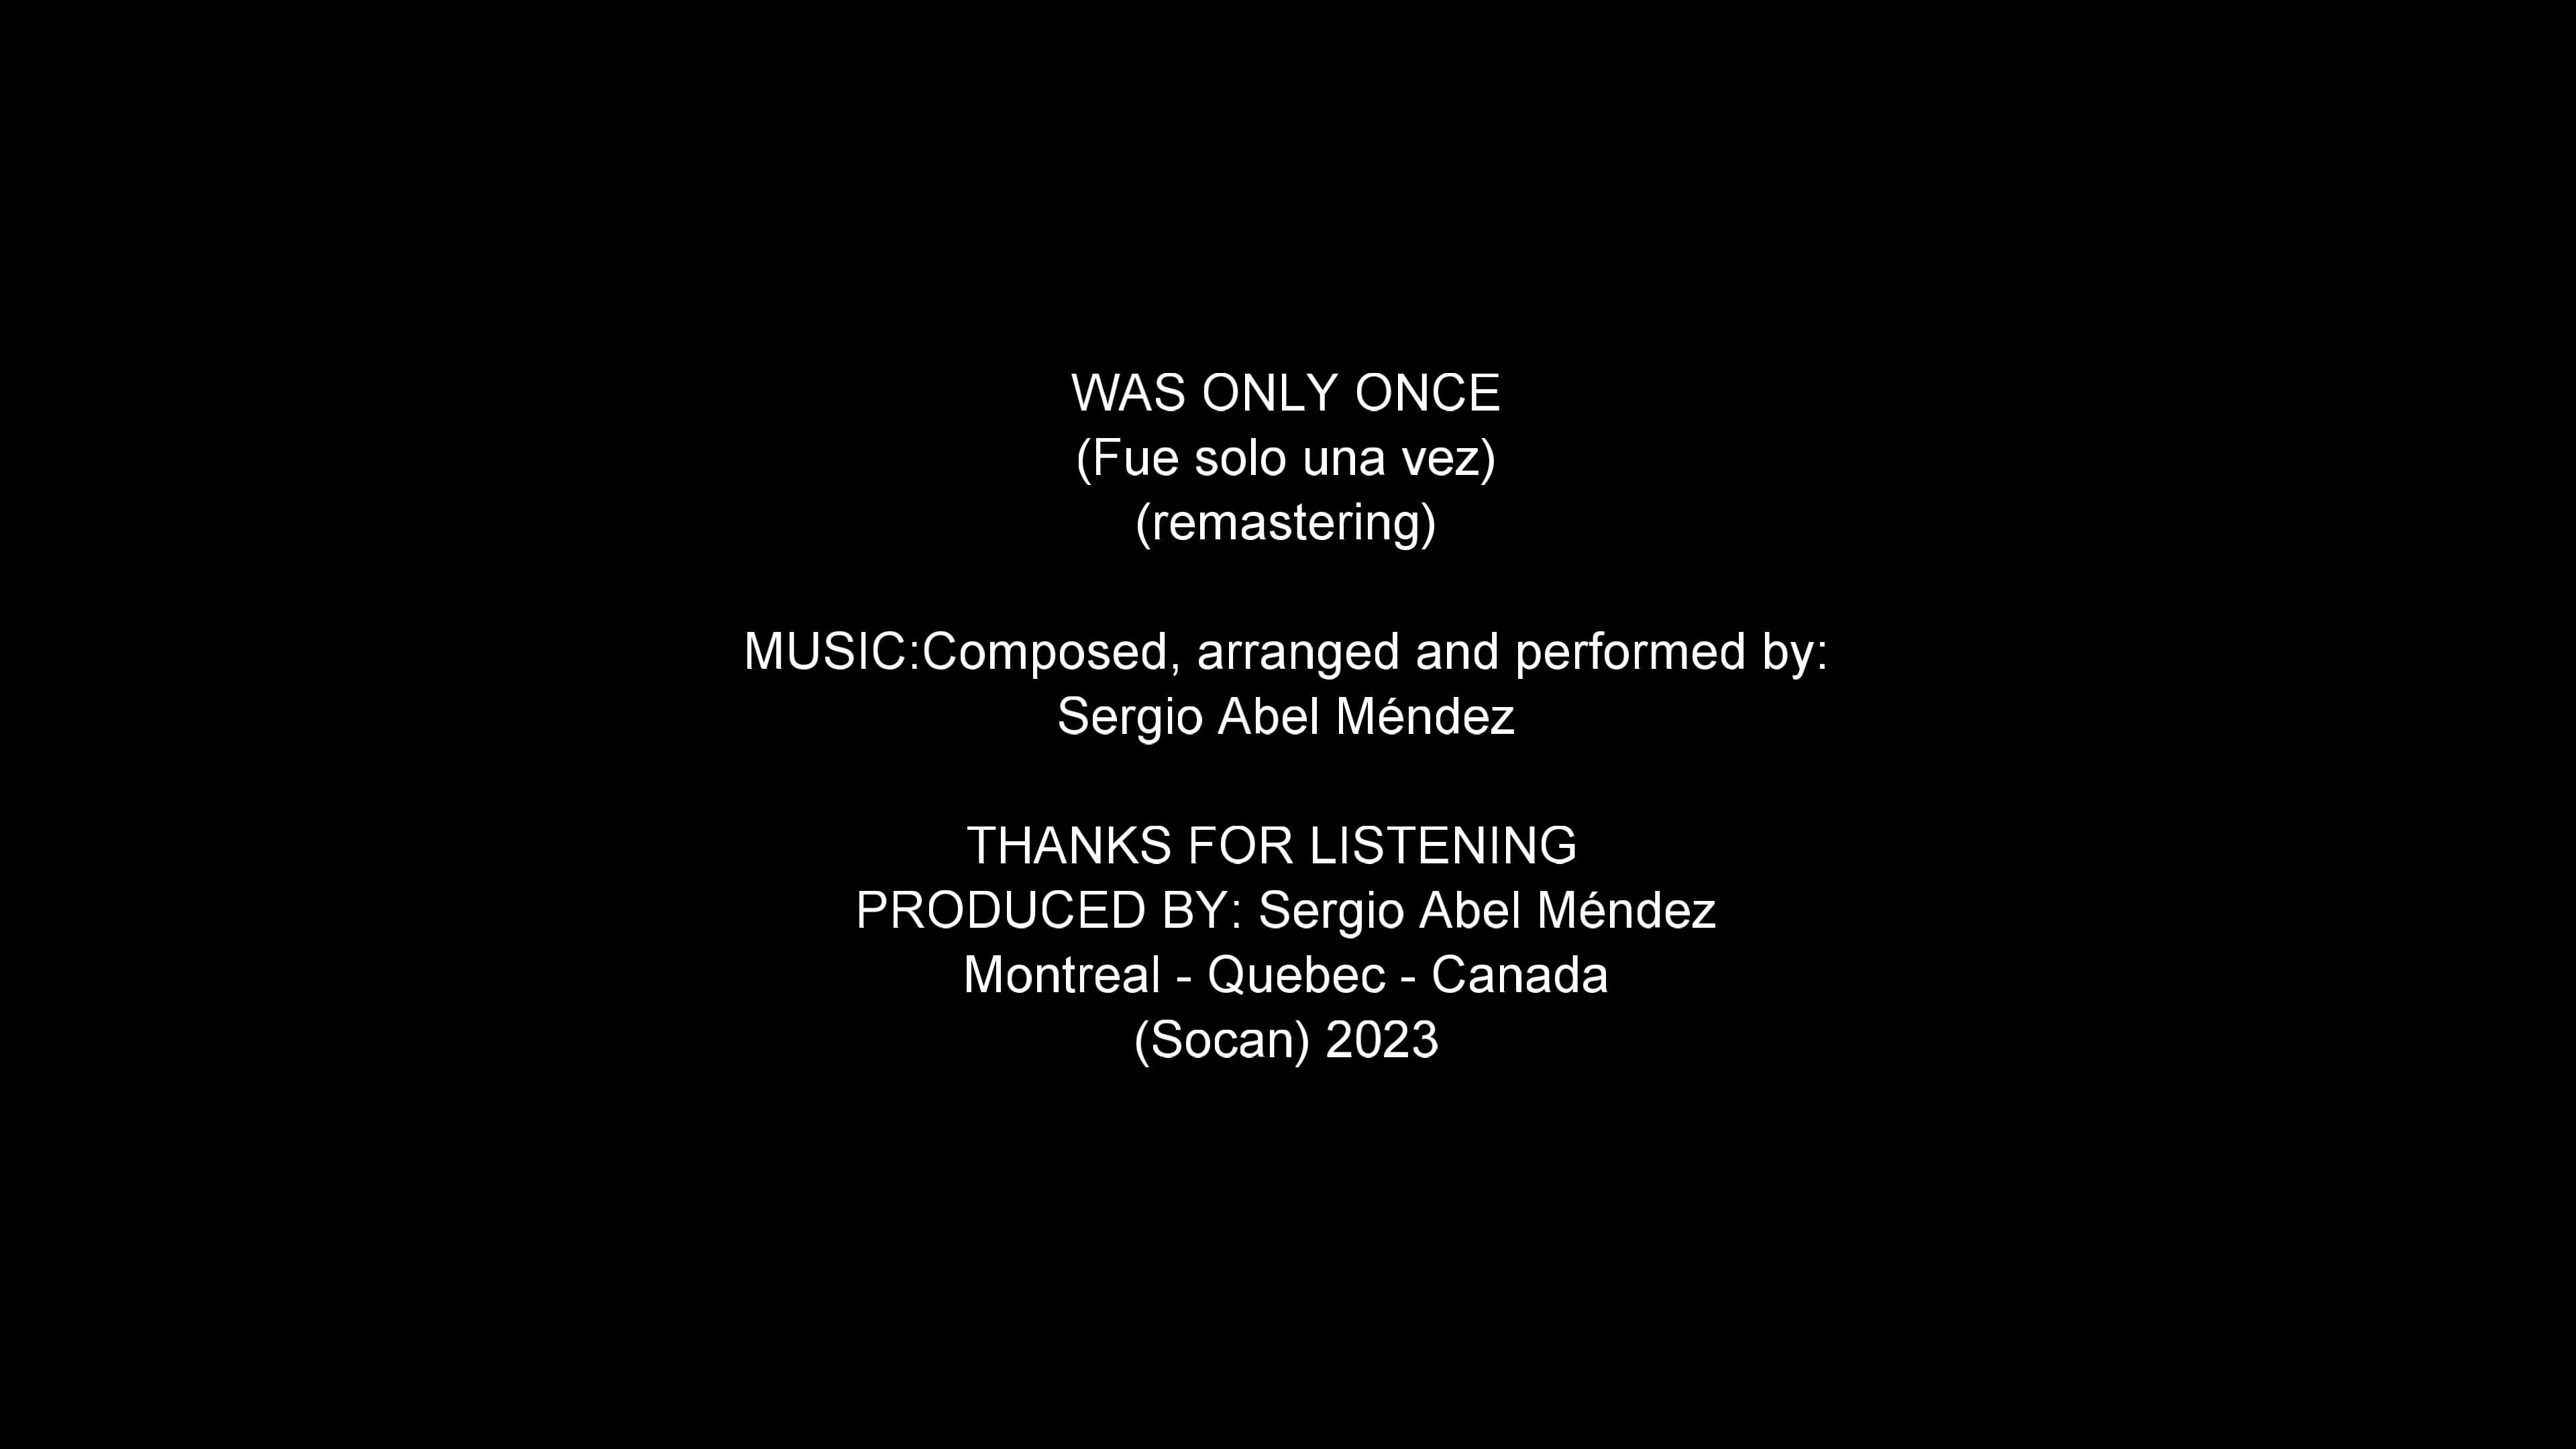 WAS ONLY ONCE
(Fue solo una vez)
(remastering)
MUSIC:Composed, arranged and performed by:
Sergio Abel Méndez
THANKS FOR LISTENING
PRODUCED BY: Sergio Abel Méndez
Montreal - Quebec - Canada
(Socan) 2023